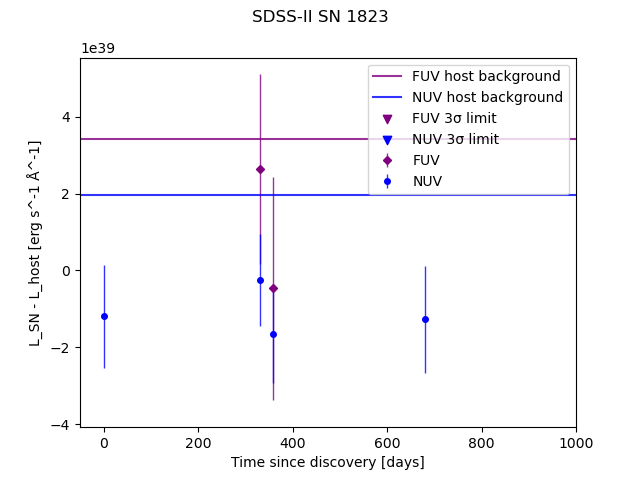 SDSS-II SN 1823
1e39
FUV host background
NUV host background
FUV 3σ limit
NUV 3σ limit
FUV
NUV
4
2
0
−2
−4
L_SN - L_host [erg s^-1 Å^-1]
0 200 400 600 800 1000
Time since discovery [days]